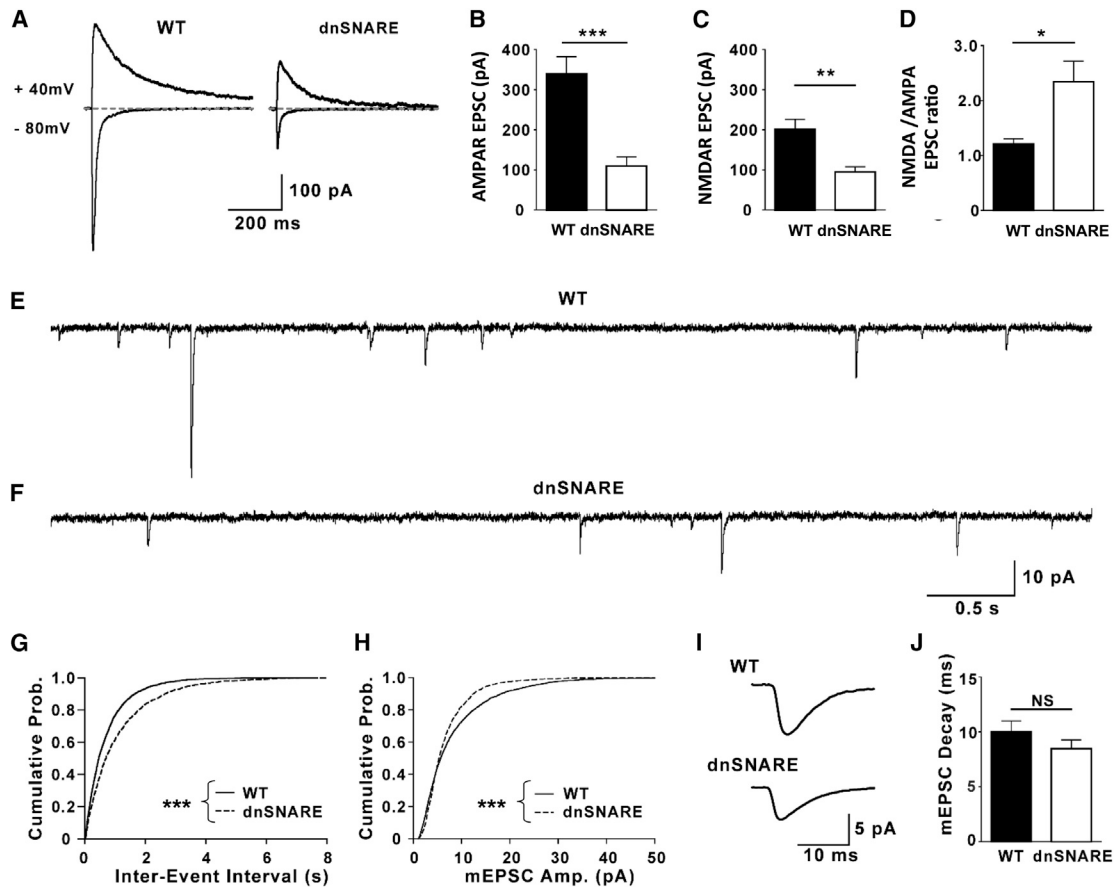 A
WT
dnSNARE
+ 40mV
- 80mV
100 pA
200 ms
B
AMPAR EPSC (pA)
400
300
200
100
0
***
WT dnSNARE
C
NMDAR EPSC (pA)
400
300
200
100
0
**
WT dnSNARE
D
NMDA /AMPA
EPSC ratio
3.0
2.0
1.0
0
*
WT dnSNARE
E
WT
F
dnSNARE
10 pA
0.5 s
G
Cumulative Prob.
1.0
0.8
0.6
0.4
0.2
0
***
WT
dnSNARE
0 2 4 6 8
Inter-Event Interval (s)
H
Cumulative Prob.
1.0
0.8
0.6
0.4
0.2
0
***
WT
dnSNARE
0 10 20 30 40 50
mEPSC Amp. (pA)
I
WT
dnSNARE
5 pA
10 ms
J
mEPSC Decay (ms)
15
10
5
0
NS
WT dnSNARE